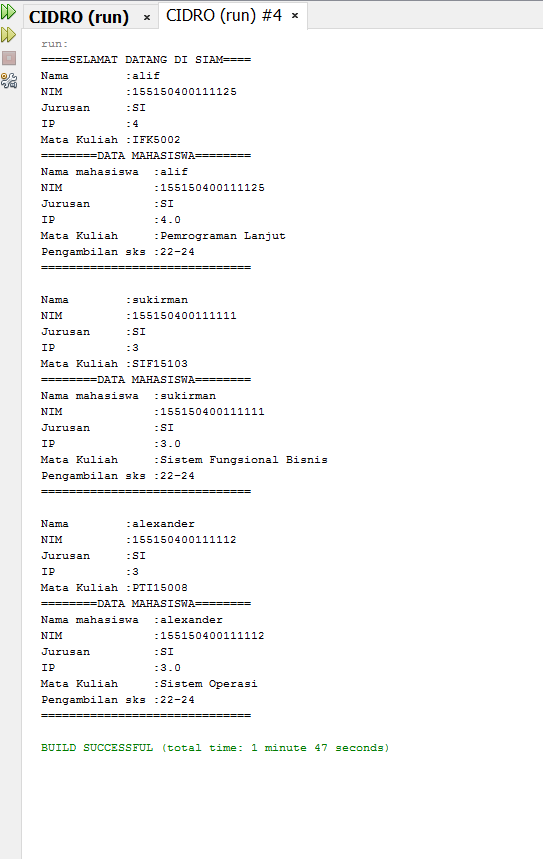 CIDRO (run) × CIDRO (run) #4 ×
run:
====SELAMAT DATANG DI SIAM====
Nama        :alif
NIM         :155150400111125
Jurusan     :SI
IP          :4
Mata Kuliah :IFK5002
========DATA MAHASISWA========
Nama mahasiswa  :alif
NIM             :155150400111125
Jurusan         :SI
IP              :4.0
Mata Kuliah     :Pemrograman Lanjut
Pengambilan sks :22-24
==============================
Nama        :sukirman
NIM         :155150400111111
Jurusan     :SI
IP          :3
Mata Kuliah :SIF15103
========DATA MAHASISWA========
Nama mahasiswa  :sukirman
NIM             :155150400111111
Jurusan         :SI
IP              :3.0
Mata Kuliah     :Sistem Fungsional Bisnis
Pengambilan sks :22-24
==============================
Nama        :alexander
NIM         :155150400111112
Jurusan     :SI
IP          :3
Mata Kuliah :PTI15008
========DATA MAHASISWA========
Nama mahasiswa  :alexander
NIM             :155150400111112
Jurusan         :SI
IP              :3.0
Mata Kuliah     :Sistem Operasi
Pengambilan sks :22-24
==============================
BUILD SUCCESSFUL (total time: 1 minute 47 seconds)